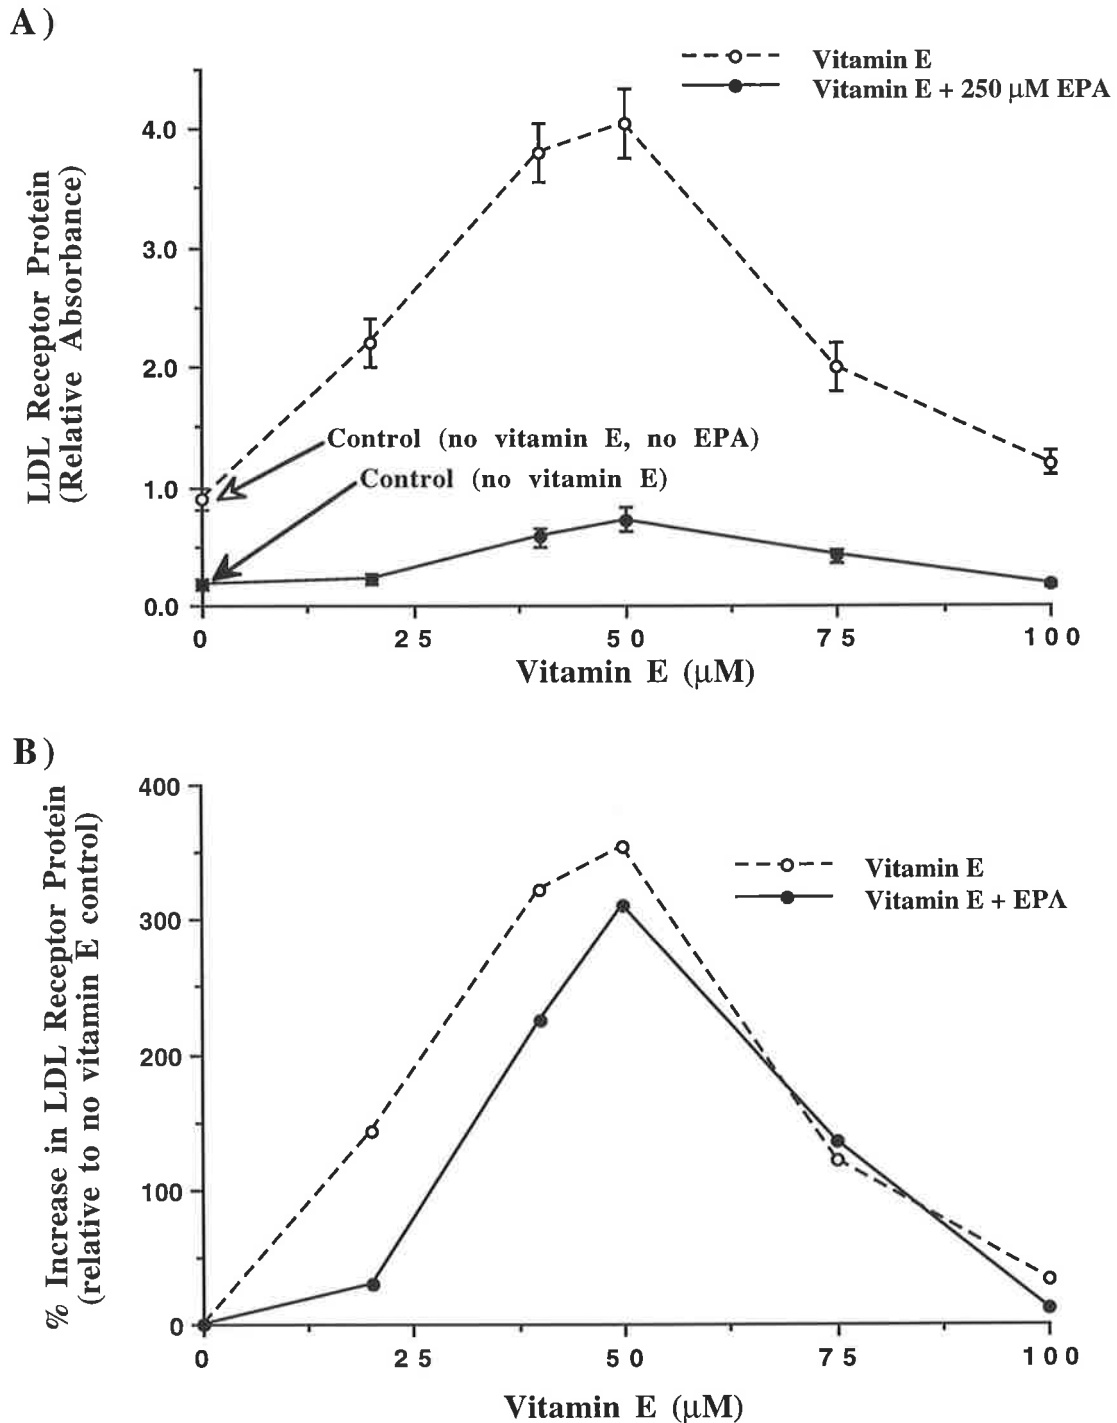 A)
Vitamin E
Vitamin E + 250 µM EPA
LDL Receptor Protein
(Relative Absorbance)
4.0
3.0
2.0
1.0
0.0
Control (no vitamin E, no EPA)
Control (no vitamin E)
0 25 50 75 100
Vitamin E (µM)
B)
% Increase in LDL Receptor Protein
(relative to no vitamin E control)
400
300
200
100
0
Vitamin E
Vitamin E + EPA
0 25 50 75 100
Vitamin E (µM)